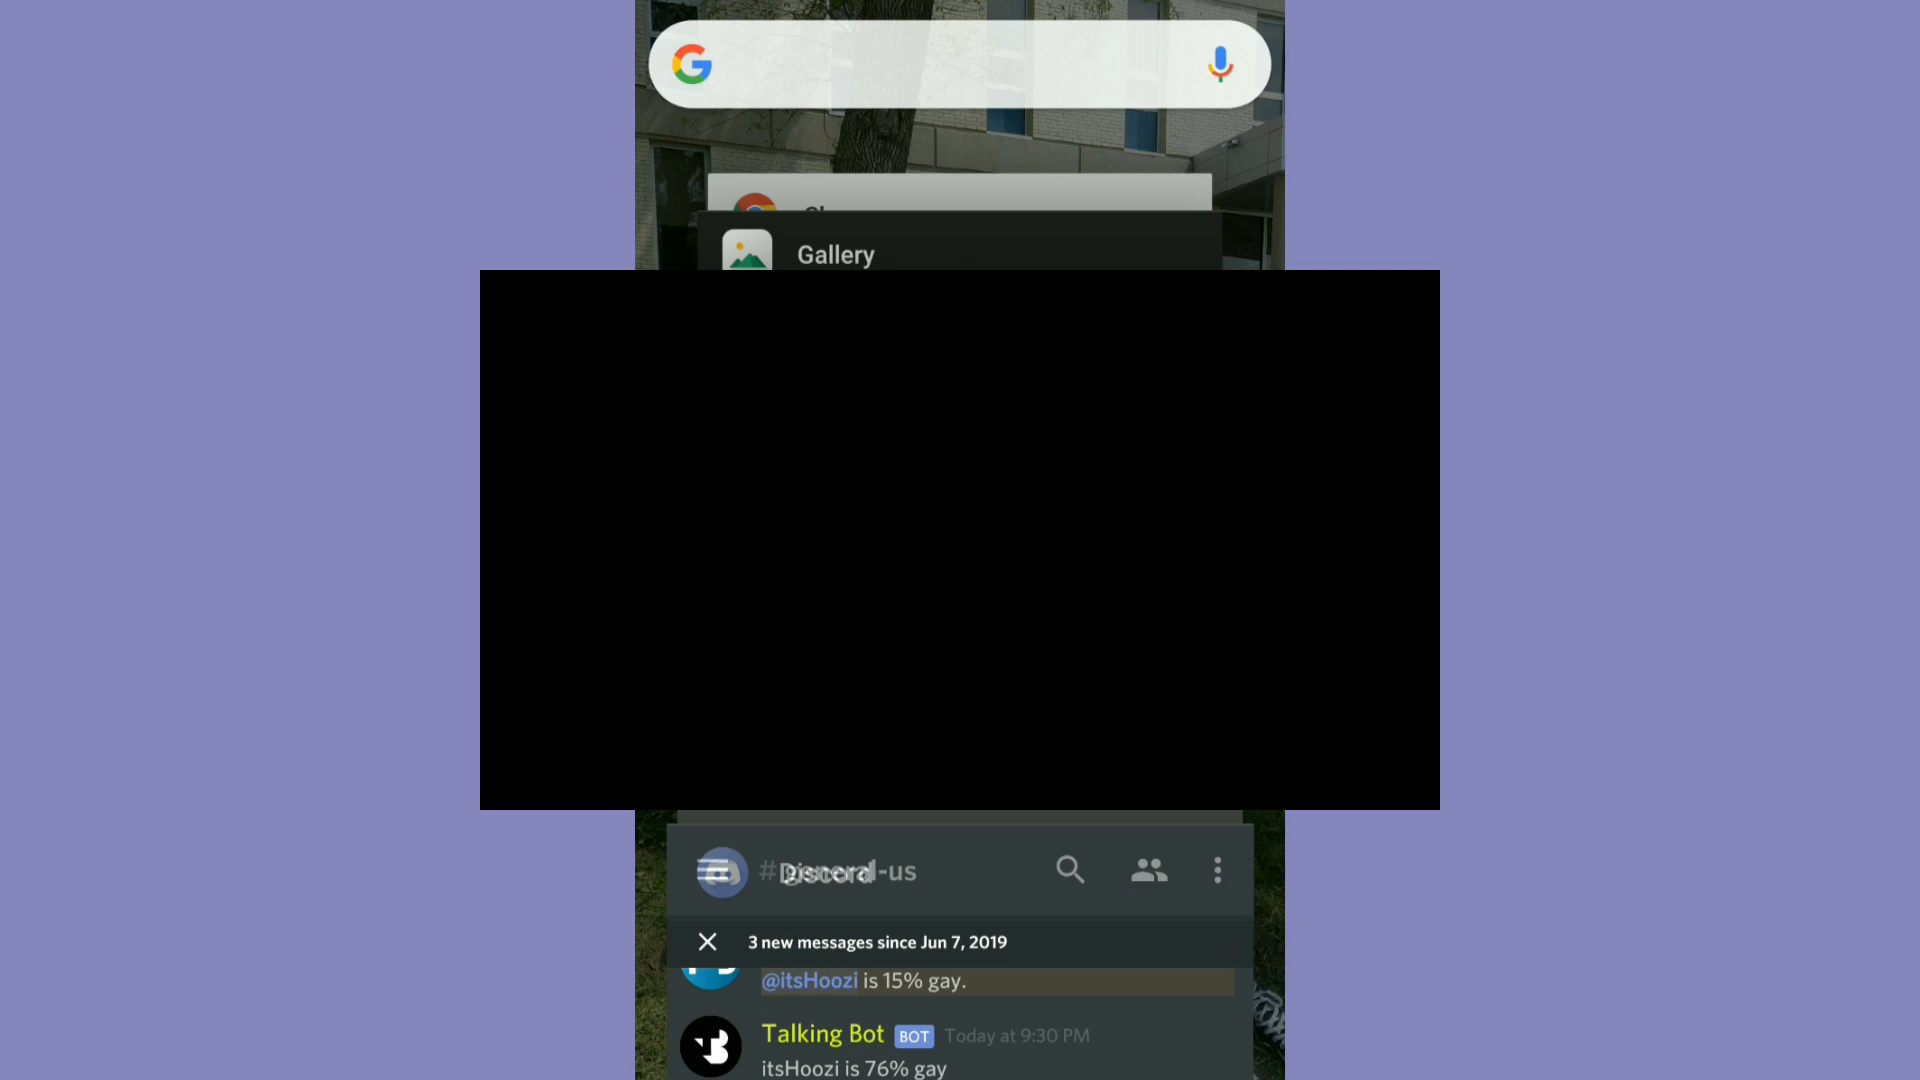 Gallery
#general-us
Discord
3 new messages since Jun 7, 2019
@itsHoozi is 15% gay.
Talking Bot BOT Today at 9:30 PM
itsHoozi is 76% gay